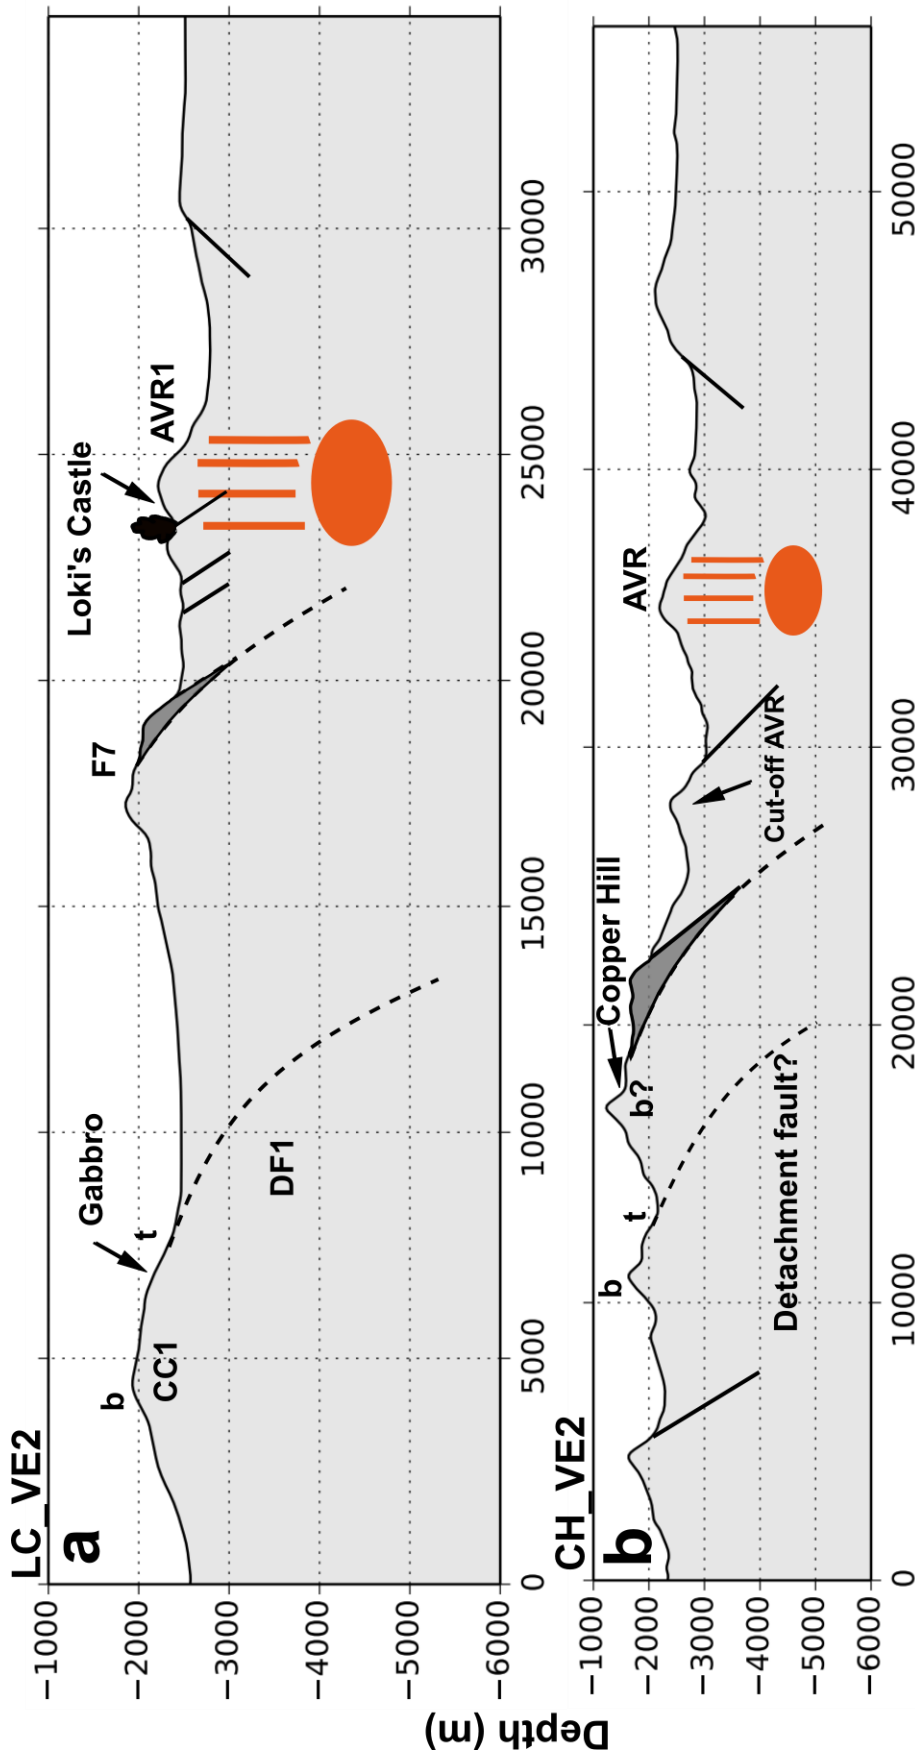 LC_VE2
a
−1000
−2000
−3000
−4000
−5000
−6000
b
CC1
Gabbro
t
DF1
F7
Loki's Castle
AVR1
0
5000
10000
15000
20000
25000
30000
Depth (m)
CH_VE2
b
−1000
−2000
−3000
−4000
−5000
−6000
b
t
b?
Copper Hill
Detachment fault?
Cut-off AVR
AVR
0
10000
20000
30000
40000
50000